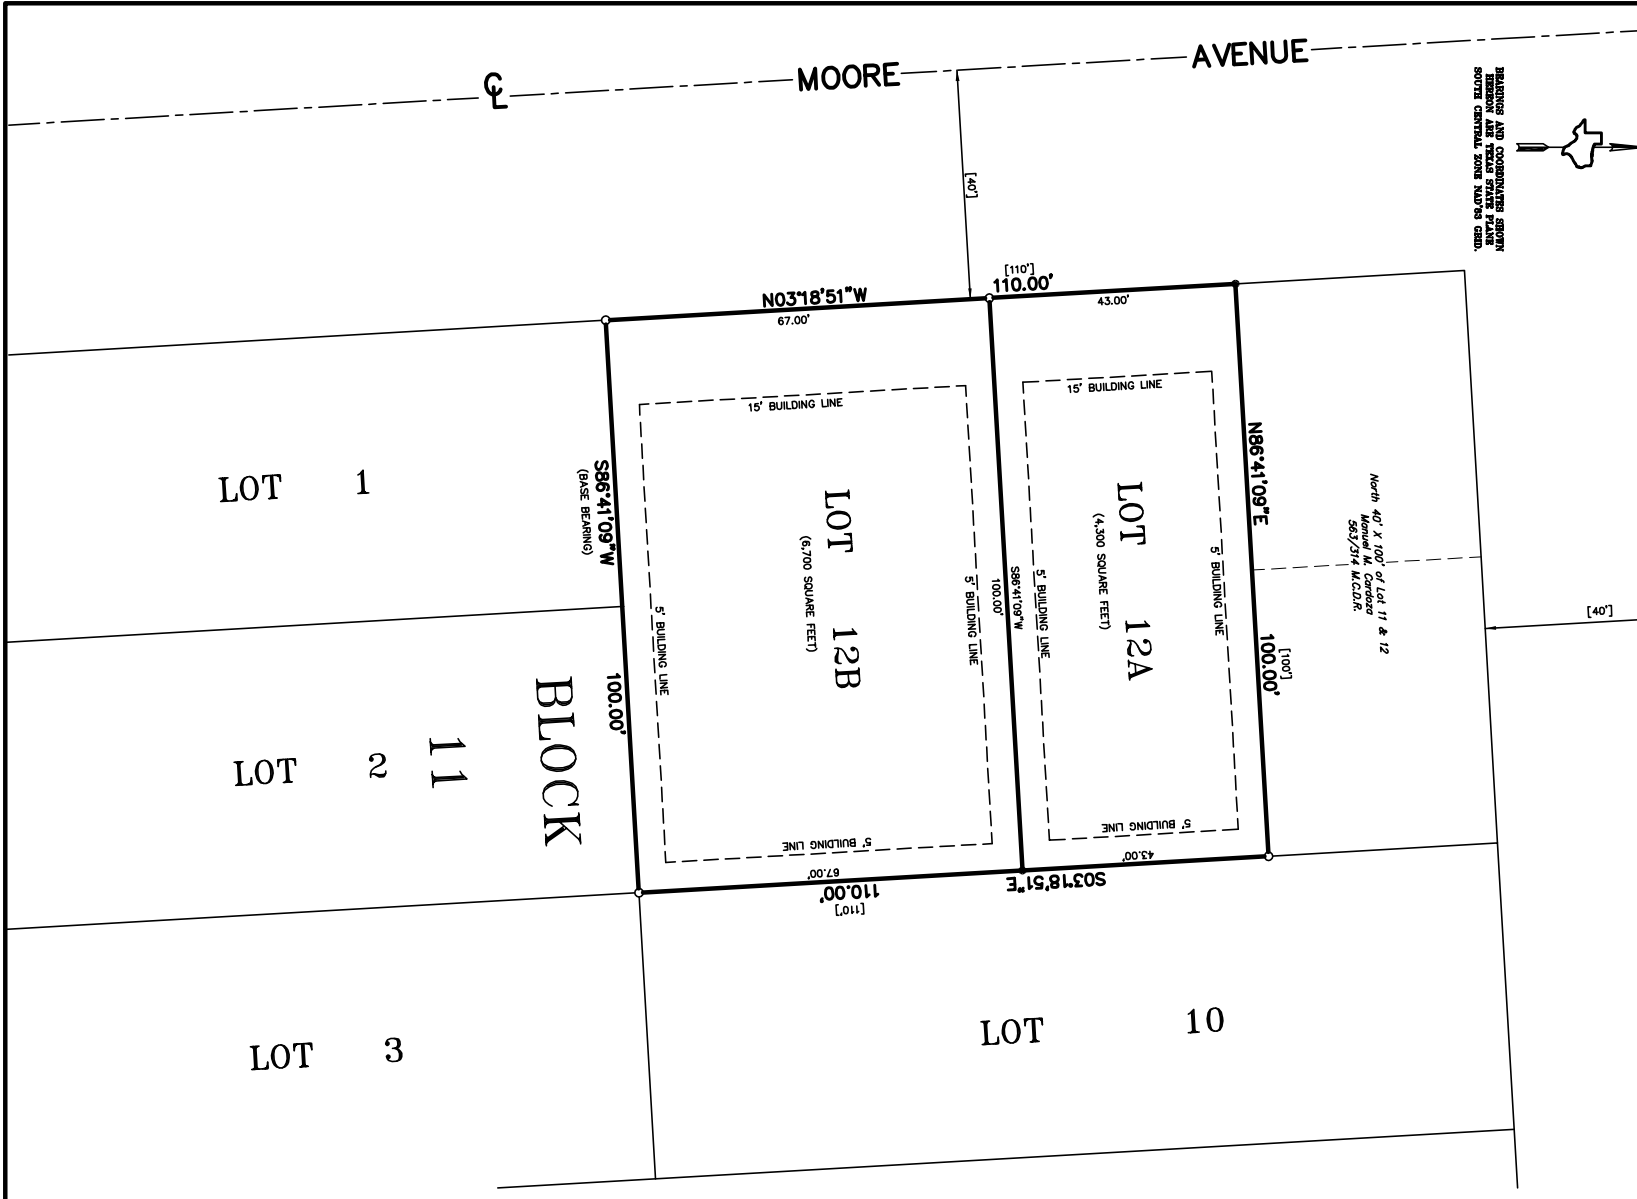 MOORE AVENUE
℄
BEARINGS AND COORDINATES SHOWN
HEREON ARE TEXAS STATE PLANE
SOUTH CENTRAL ZONE NAD'83 GRID.
[40']
[110']
110.00'
N03°18'51"W
67.00'
43.00'
15' BUILDING LINE
15' BUILDING LINE
N86°41'09"E
[100']
100.00'
North 40' X 100' of Lot 11 & 12
Manuel M. Cardoza
563/314 M.C.D.R.
[40']
S86°41'09"W
(BASE BEARING)
100.00'
LOT 12B
(6,700 SQUARE FEET)
5' BUILDING LINE
5' BUILDING LINE
5' BUILDING LINE
S86°41'09"W
100.00'
LOT 12A
(4,300 SQUARE FEET)
5' BUILDING LINE
5' BUILDING LINE
5' BUILDING LINE
67.00'
43.00'
S03°18'51"E
110.00'
[110']
LOT 1
LOT 2
LOT 3
BLOCK
11
LOT 10